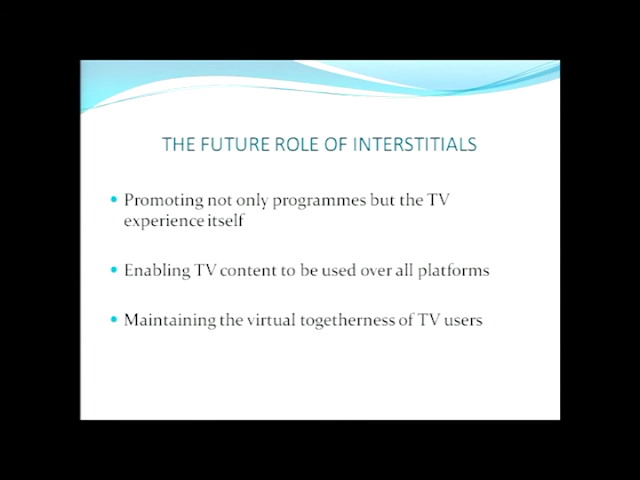 THE FUTURE ROLE OF INTERSTITIALS
Promoting not only programmes but the TV
experience itself
Enabling TV content to be used over all platforms
Maintaining the virtual togetherness of TV users